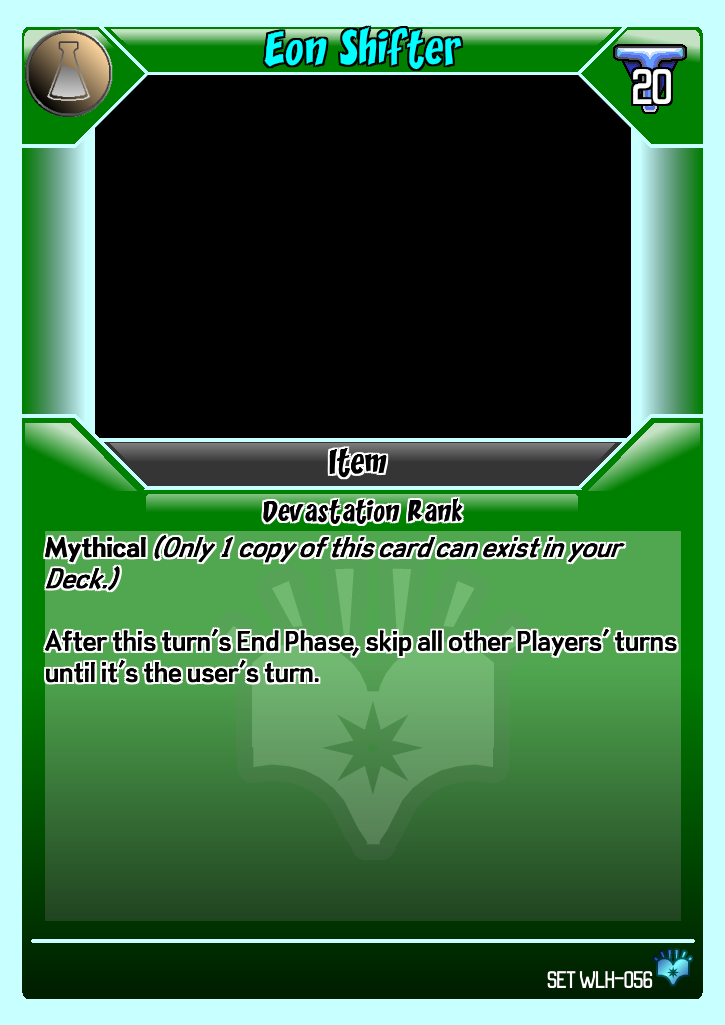 Eon Shifter
20
Item
Devastation Rank
Mythical (Only 1 copy of this card can exist in your
Deck.)
After this turn's End Phase, skip all other Players' turns
until it's the user's turn.
SET WLH-056